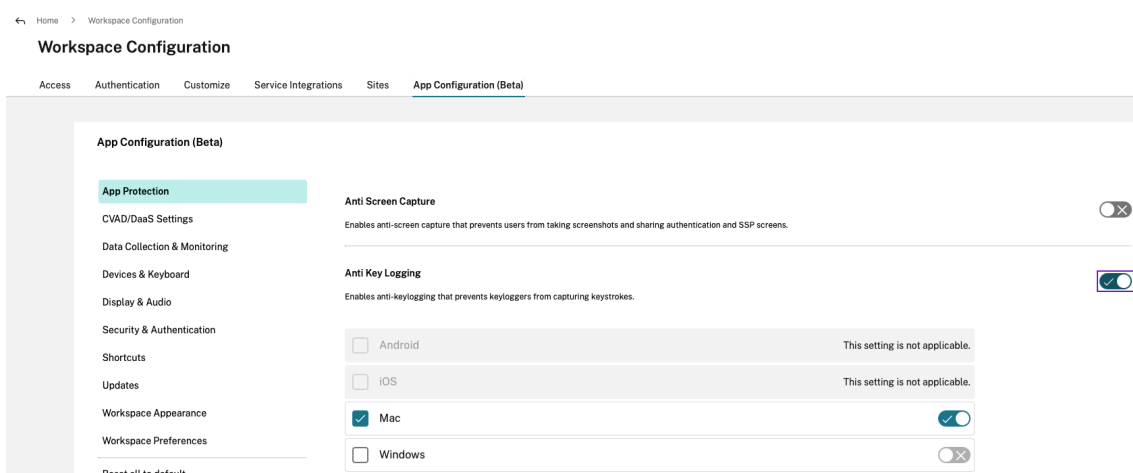 Home > Workspace Configuration
Workspace Configuration
Access Authentication Customize Service Integrations Sites App Configuration (Beta)
App Configuration (Beta)
App Protection
CVAD/DaaS Settings
Data Collection & Monitoring
Devices & Keyboard
Display & Audio
Security & Authentication
Shortcuts
Updates
Workspace Appearance
Workspace Preferences
Reset all to default
Anti Screen Capture
Enables anti-screen capture that prevents users from taking screenshots and sharing authentication and SSP screens.
Anti Key Logging
Enables anti-keylogging that prevents keyloggers from capturing keystrokes.
Android This setting is not applicable.
iOS This setting is not applicable.
Mac
Windows